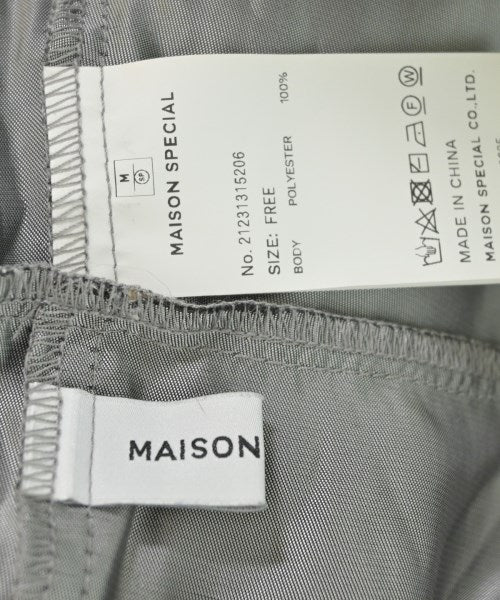 M
SP
MAISON SPECIAL
No. 21231315206
SIZE: FREE
BODY POLYESTER 100%
W
MADE IN CHINA
MAISON SPECIAL CO.,LTD.
MAISON